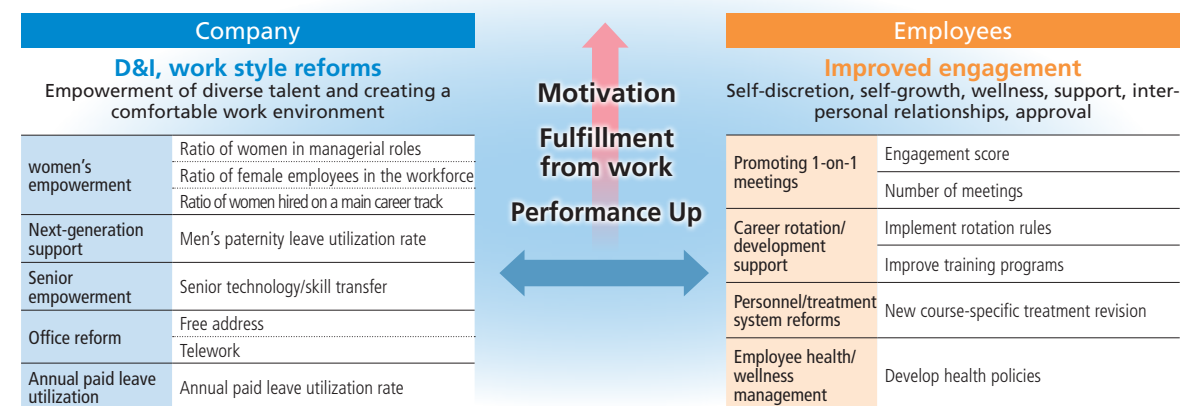 Company
D&I, work style reforms
Empowerment of diverse talent and creating a
comfortable work environment
women's
empowerment
Ratio of women in managerial roles
Ratio of female employees in the workforce
Ratio of women hired on a main career track
Next-generation
support
Men's paternity leave utilization rate
Senior
empowerment
Senior technology/skill transfer
Office reform
Free address
Telework
Annual paid leave
utilization
Annual paid leave utilization rate
Motivation
Fulfillment
from work
Performance Up
Employees
Improved engagement
Self-discretion, self-growth, wellness, support, inter-
personal relationships, approval
Promoting 1-on-1
meetings
Engagement score
Number of meetings
Career rotation/
development
support
Implement rotation rules
Improve training programs
Personnel/treatment
system reforms
New course-specific treatment revision
Employee health/
wellness
management
Develop health policies